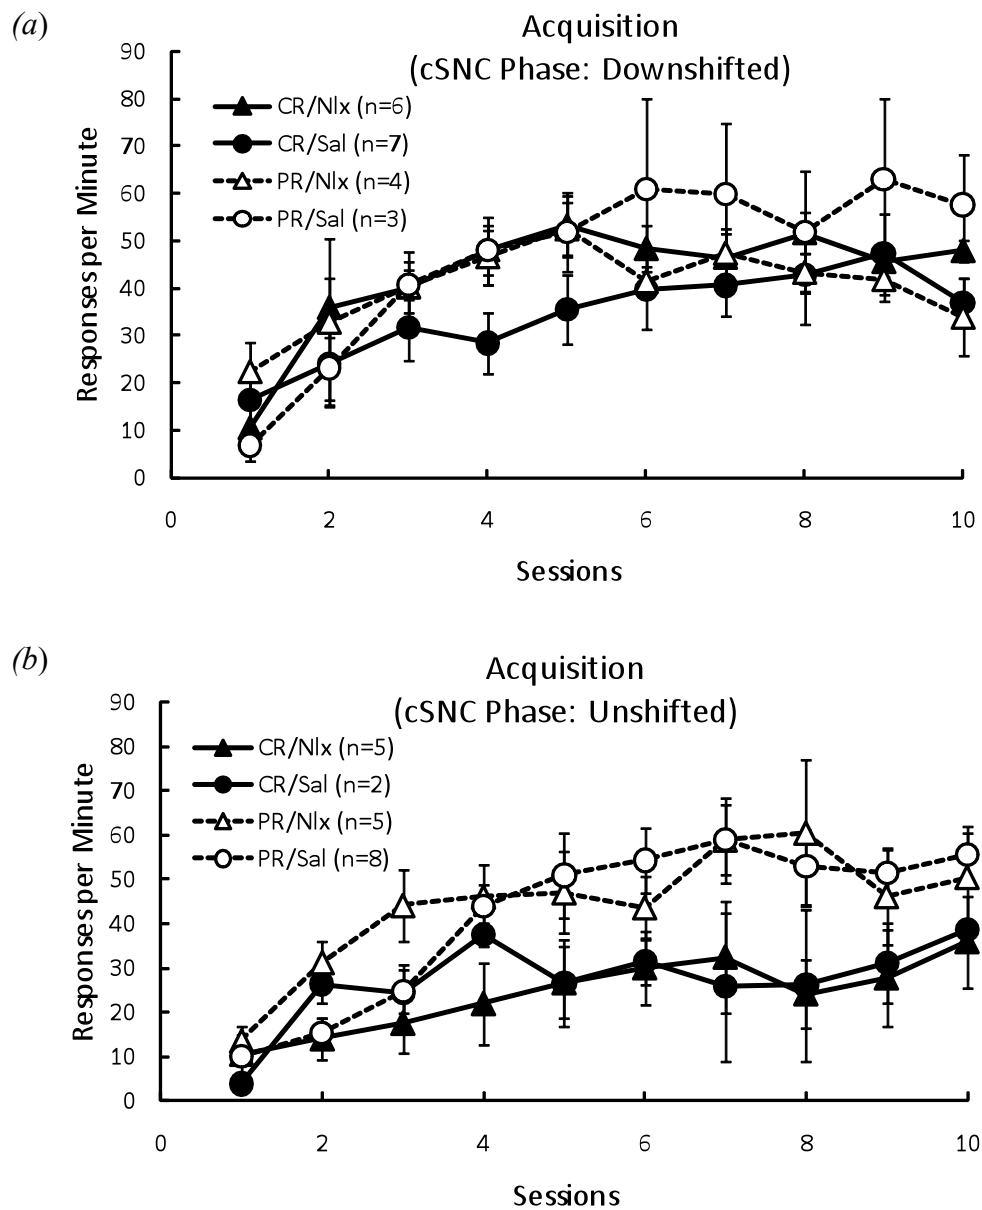 (a)
Acquisition
(cSNC Phase: Downshifted)
90
80
70
60
50
40
30
20
10
0
Responses per Minute
CR/Nlx (n=6)
CR/Sal (n=7)
PR/Nlx (n=4)
PR/Sal (n=3)
0 2 4 6 8 10
Sessions
(b)
Acquisition
(cSNC Phase: Unshifted)
90
80
70
60
50
40
30
20
10
0
Responses per Minute
CR/Nlx (n=5)
CR/Sal (n=2)
PR/Nlx (n=5)
PR/Sal (n=8)
0 2 4 6 8 10
Sessions